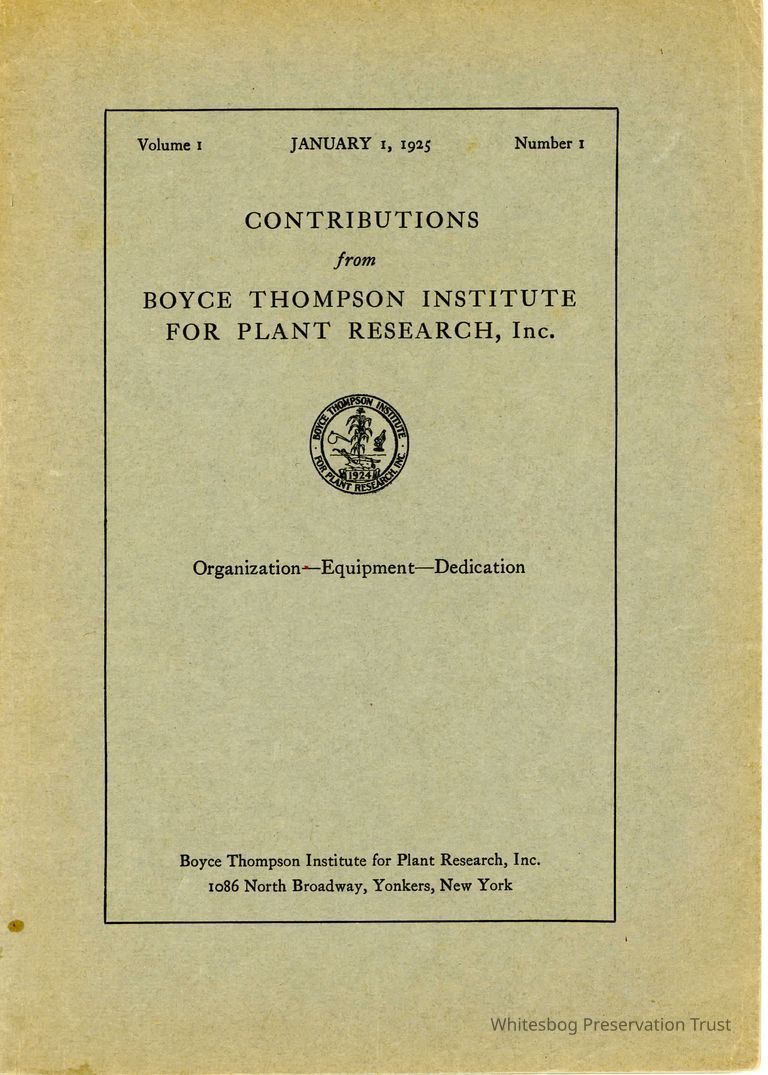 Volume 1 JANUARY 1, 1925 Number 1
CONTRIBUTIONS
from
BOYCE THOMPSON INSTITUTE
FOR PLANT RESEARCH, Inc.
BOYCE THOMPSON INSTITUTE
FOR PLANT RESEARCH, INC.
1924
Organization—Equipment—Dedication
Boyce Thompson Institute for Plant Research, Inc.
1086 North Broadway, Yonkers, New York
Whitesbog Preservation Trust